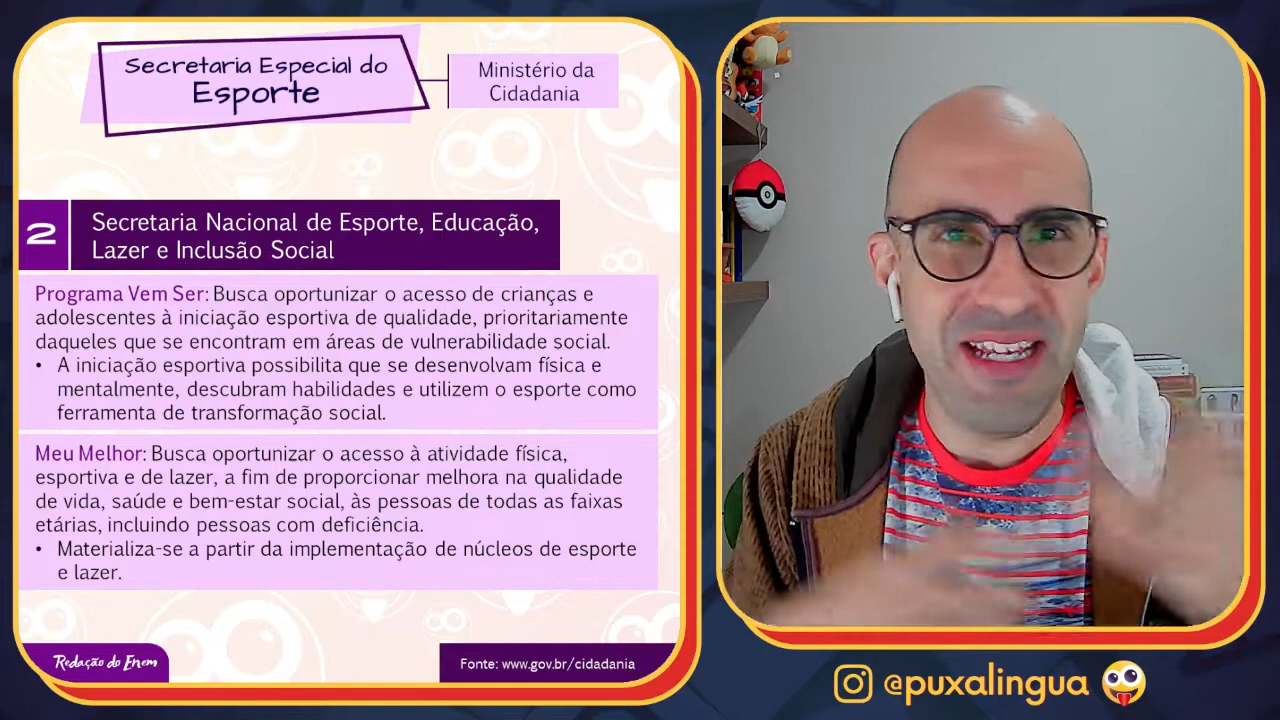 Secretaria Especial do
Esporte
Ministério da
Cidadania
2
Secretaria Nacional de Esporte, Educação,
Lazer e Inclusão Social
Programa Vem Ser: Busca oportunizar o acesso de crianças e
adolescentes à iniciação esportiva de qualidade, prioritariamente
daqueles que se encontram em áreas de vulnerabilidade social.
• A iniciação esportiva possibilita que se desenvolvam física e
mentalmente, descubram habilidades e utilizem o esporte como
ferramenta de transformação social.
Meu Melhor: Busca oportunizar o acesso à atividade física,
esportiva e de lazer, a fim de proporcionar melhora na qualidade
de vida, saúde e bem-estar social, às pessoas de todas as faixas
etárias, incluindo pessoas com deficiência.
• Materializa-se a partir da implementação de núcleos de esporte
e lazer.
Redação do Enem
Fonte: www.gov.br/cidadania
@puxalingua